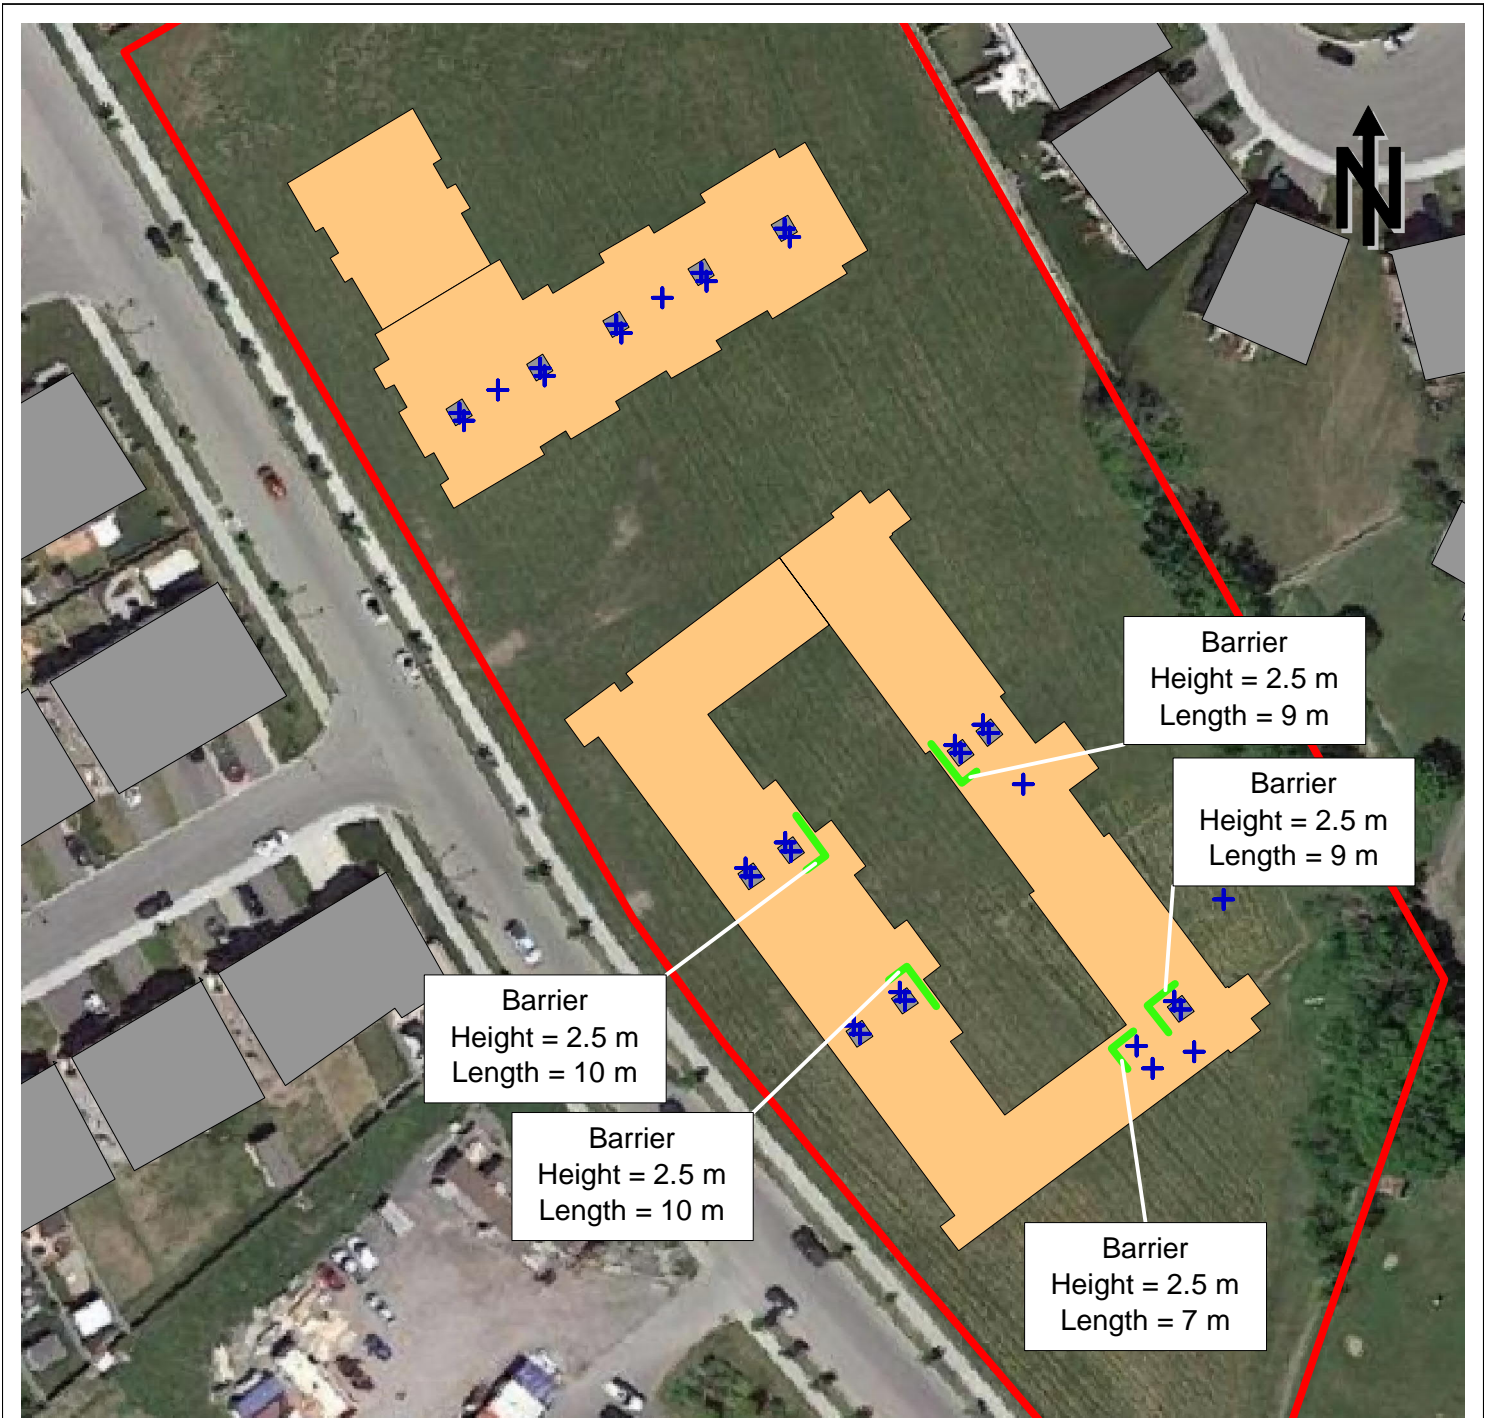 N
Barrier
Height = 2.5 m
Length = 9 m
Barrier
Height = 2.5 m
Length = 9 m
Barrier
Height = 2.5 m
Length = 10 m
Barrier
Height = 2.5 m
Length = 10 m
Barrier
Height = 2.5 m
Length = 7 m